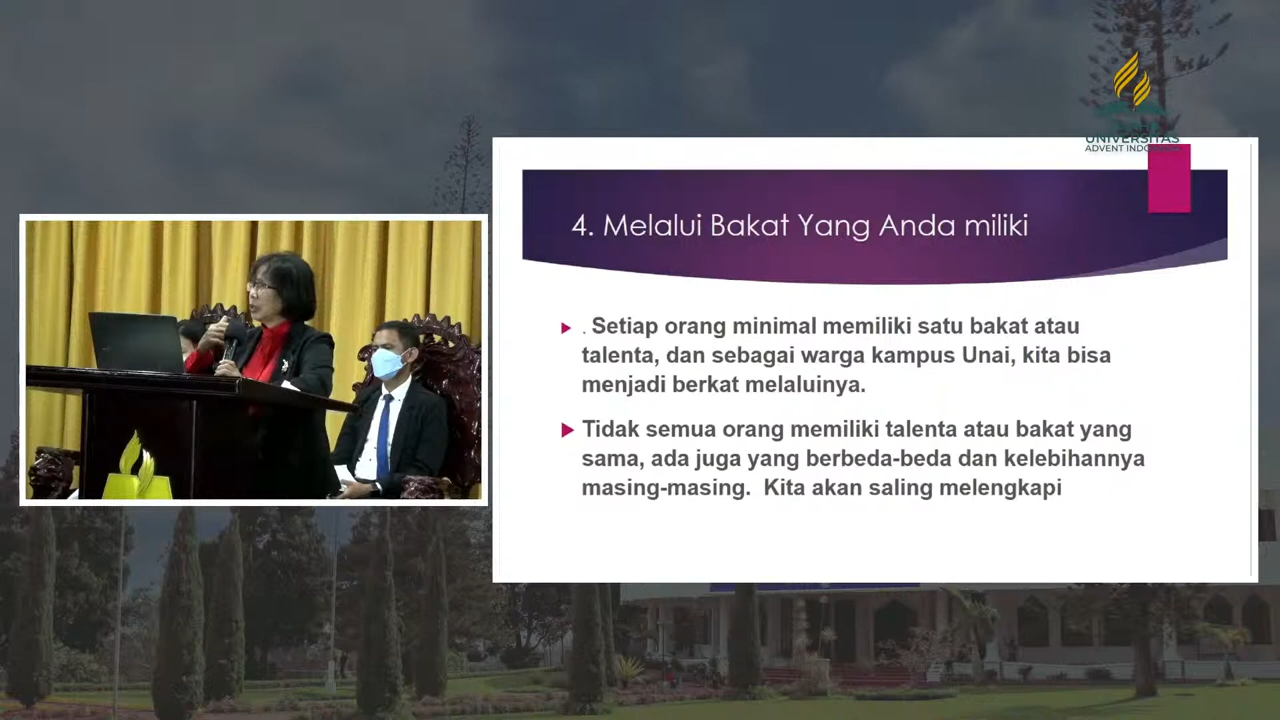 UNIVERSITAS
ADVENT INDONESIA
4. Melalui Bakat Yang Anda miliki
. Setiap orang minimal memiliki satu bakat atau
talenta, dan sebagai warga kampus Unai, kita bisa
menjadi berkat melaluinya.
Tidak semua orang memiliki talenta atau bakat yang
sama, ada juga yang berbeda-beda dan kelebihannya
masing-masing. Kita akan saling melengkapi